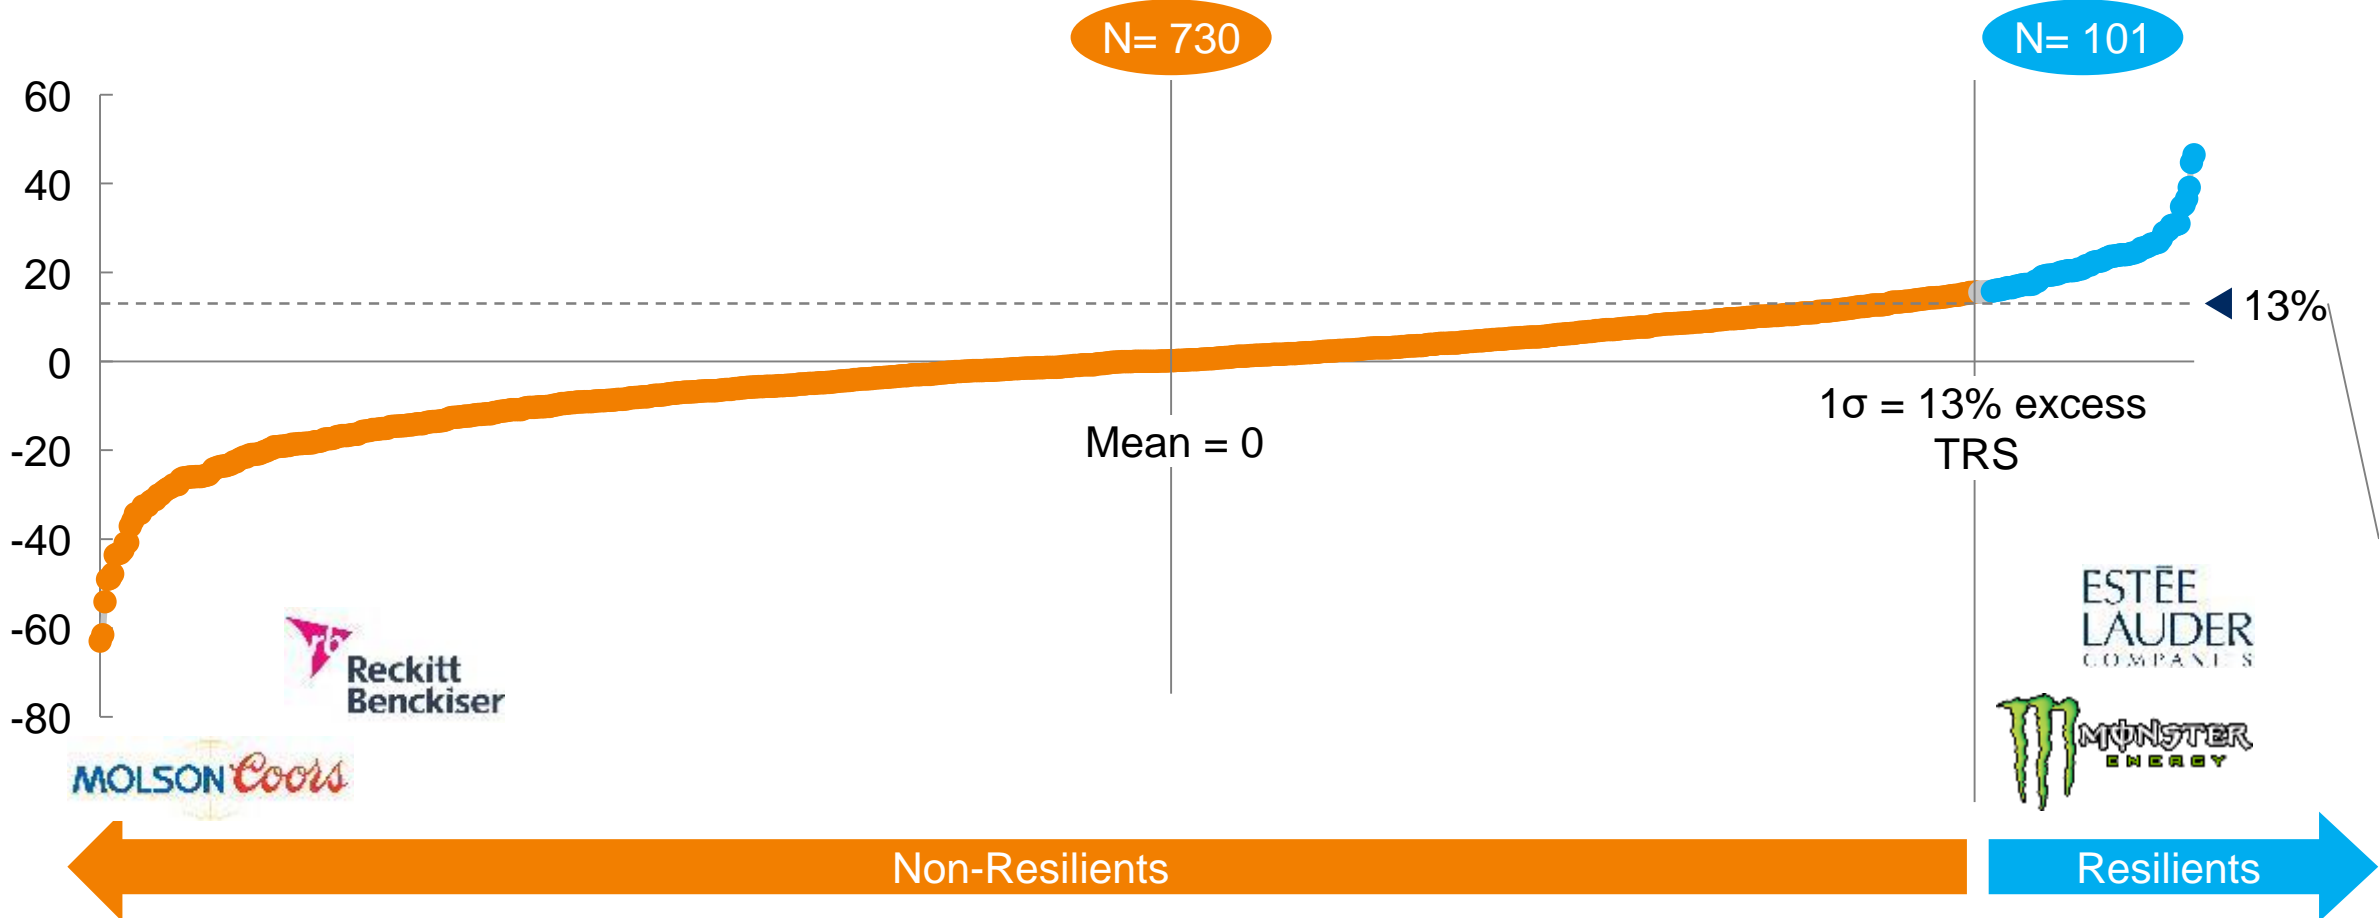 N= 730
N= 101
60
40
20
13%
0
1σ = 13% excess
TRS
Mean = 0
-20
-40
-60
-80
rb
Reckitt
Benckiser
ESTĒE
LAUDER
COMPANIES
MOLSON Coors
MONSTER
ENERGY
Non-Resilients
Resilients